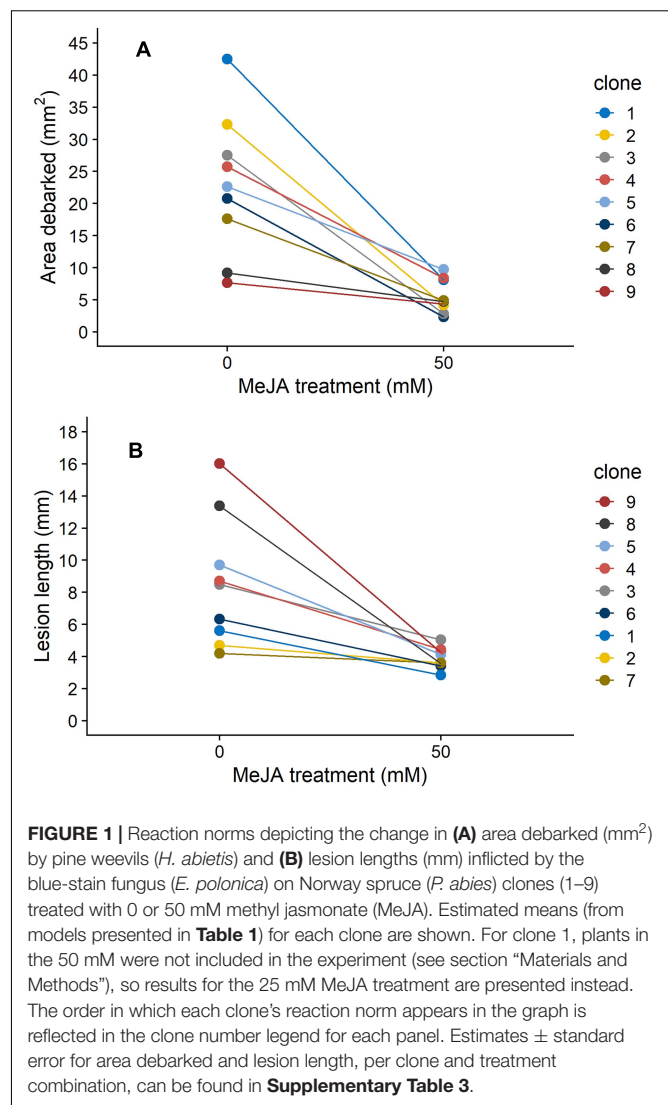 A
Area debarked (mm²)
45
40
35
30
25
20
15
10
5
0
0
50
MeJA treatment (mM)
clone
1
2
3
4
5
6
7
8
9
B
Lesion length (mm)
18
16
14
12
10
8
6
4
2
0
0
50
MeJA treatment (mM)
clone
9
8
5
4
3
6
1
2
7
FIGURE 1 | Reaction norms depicting the change in (A) area debarked (mm²)
by pine weevils (H. abietis) and (B) lesion lengths (mm) inflicted by the
blue-stain fungus (E. polonica) on Norway spruce (P. abies) clones (1–9)
treated with 0 or 50 mM methyl jasmonate (MeJA). Estimated means (from
models presented in Table 1) for each clone are shown. For clone 1, plants in
the 50 mM were not included in the experiment (see section “Materials and
Methods”), so results for the 25 mM MeJA treatment are presented instead.
The order in which each clone’s reaction norm appears in the graph is
reflected in the clone number legend for each panel. Estimates ± standard
error for area debarked and lesion length, per clone and treatment
combination, can be found in Supplementary Table 3.